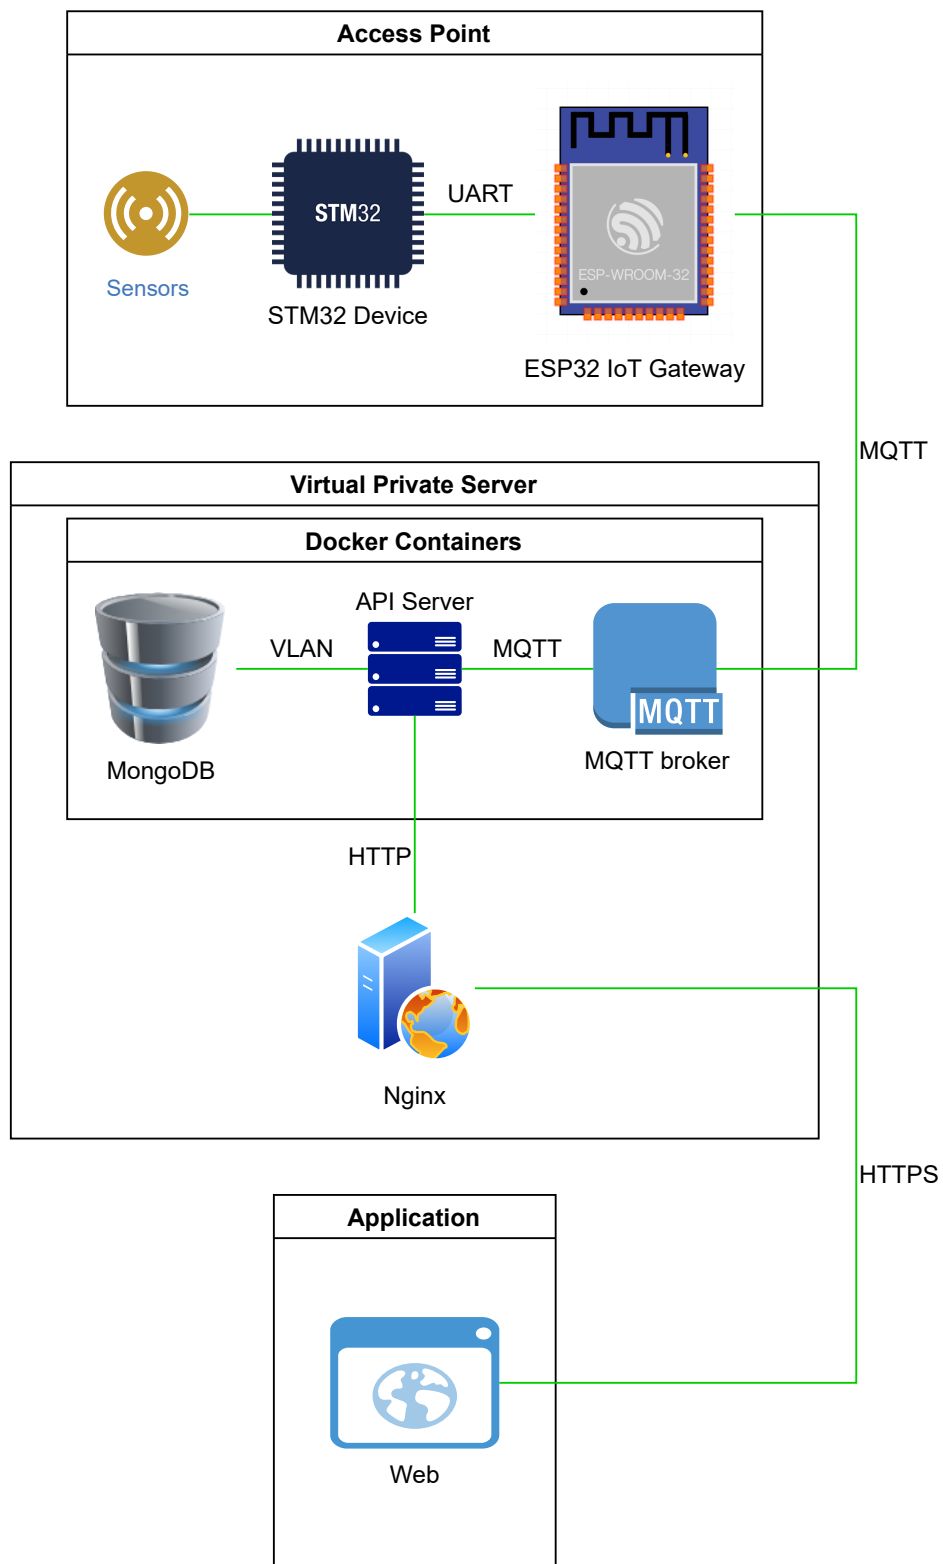 Access Point
STM32
UART
ESP-WROOM-32
Sensors
STM32 Device
ESP32 IoT Gateway
MQTT
Virtual Private Server
Docker Containers
API Server
VLAN
MQTT
MQTT
MongoDB
MQTT broker
HTTP
Nginx
HTTPS
Application
Web